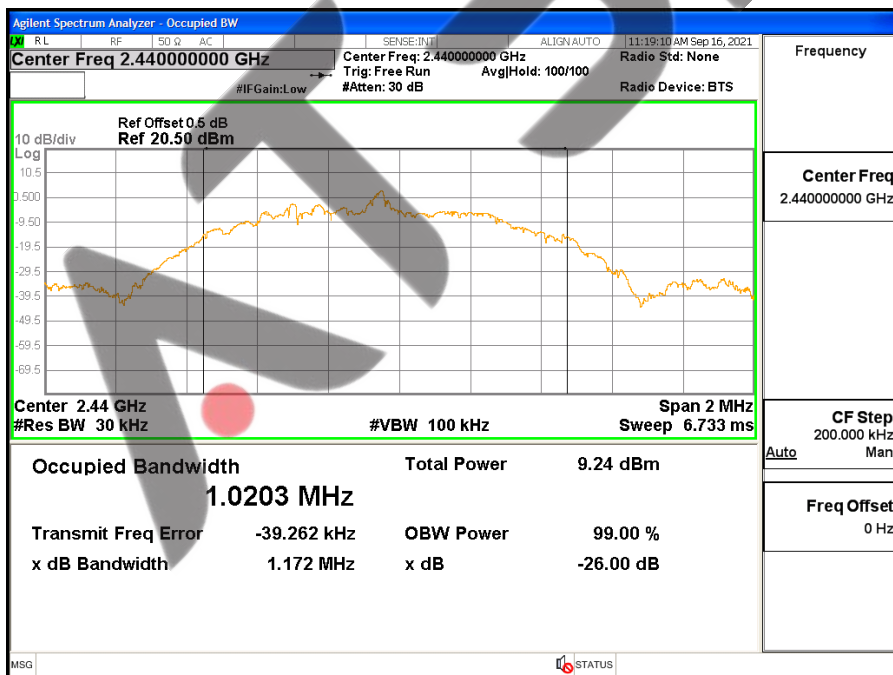 Agilent Spectrum Analyzer - Occupied BW
LXI RL RF 50 Ω AC SENSE:INT ALIGN AUTO 11:19:10 AM Sep 16, 2021
Center Freq 2.440000000 GHz
Center Freq: 2.440000000 GHz Radio Std: None
Trig: Free Run Avg|Hold: 100/100
#IFGain:Low #Atten: 30 dB Radio Device: BTS
Ref Offset 0.5 dB
10 dB/div Ref 20.50 dBm
Log
10.5
0.500
-9.50
-19.5
-29.5
-39.5
-49.5
-59.5
-69.5
Center 2.44 GHz Span 2 MHz
#Res BW 30 kHz #VBW 100 kHz Sweep 6.733 ms
Occupied Bandwidth Total Power 9.24 dBm
1.0203 MHz
Transmit Freq Error -39.262 kHz OBW Power 99.00 %
x dB Bandwidth 1.172 MHz x dB -26.00 dB
MSG STATUS
Frequency
Center Freq
2.440000000 GHz
CF Step
200.000 kHz
Auto Man
Freq Offset
0 Hz